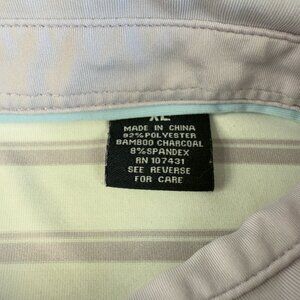 XL
MADE IN CHINA
92% POLYESTER
BAMBOO CHARCOAL
8% SPANDEX
RN 107431
SEE REVERSE
FOR CARE